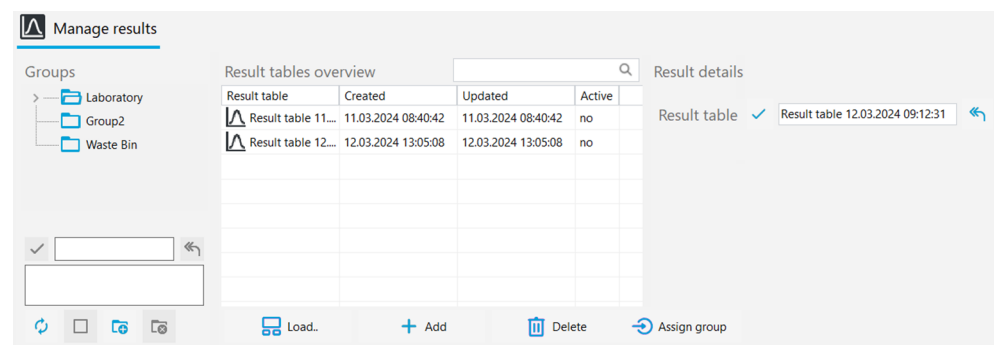 Manage results
Groups
Laboratory
Group2
Waste Bin
Result tables overview
Result table Created Updated Active
Result table 11.... 11.03.2024 08:40:42 11.03.2024 08:40:42 no
Result table 12.... 12.03.2024 13:05:08 12.03.2024 13:05:08 no
Result details
Result table Result table 12.03.2024 09:12:31
Load.. Add Delete Assign group